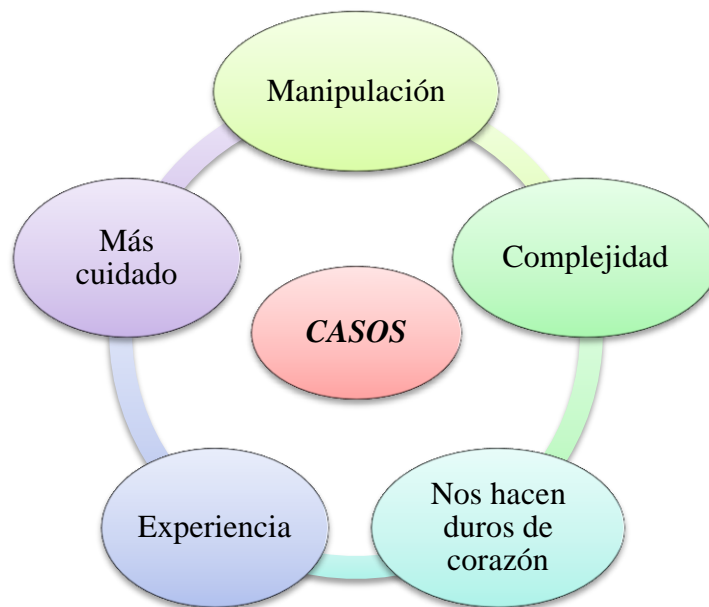 Manipulación
Más
cuidado
Complejidad
CASOS
Experiencia
Nos hacen
duros de
corazón